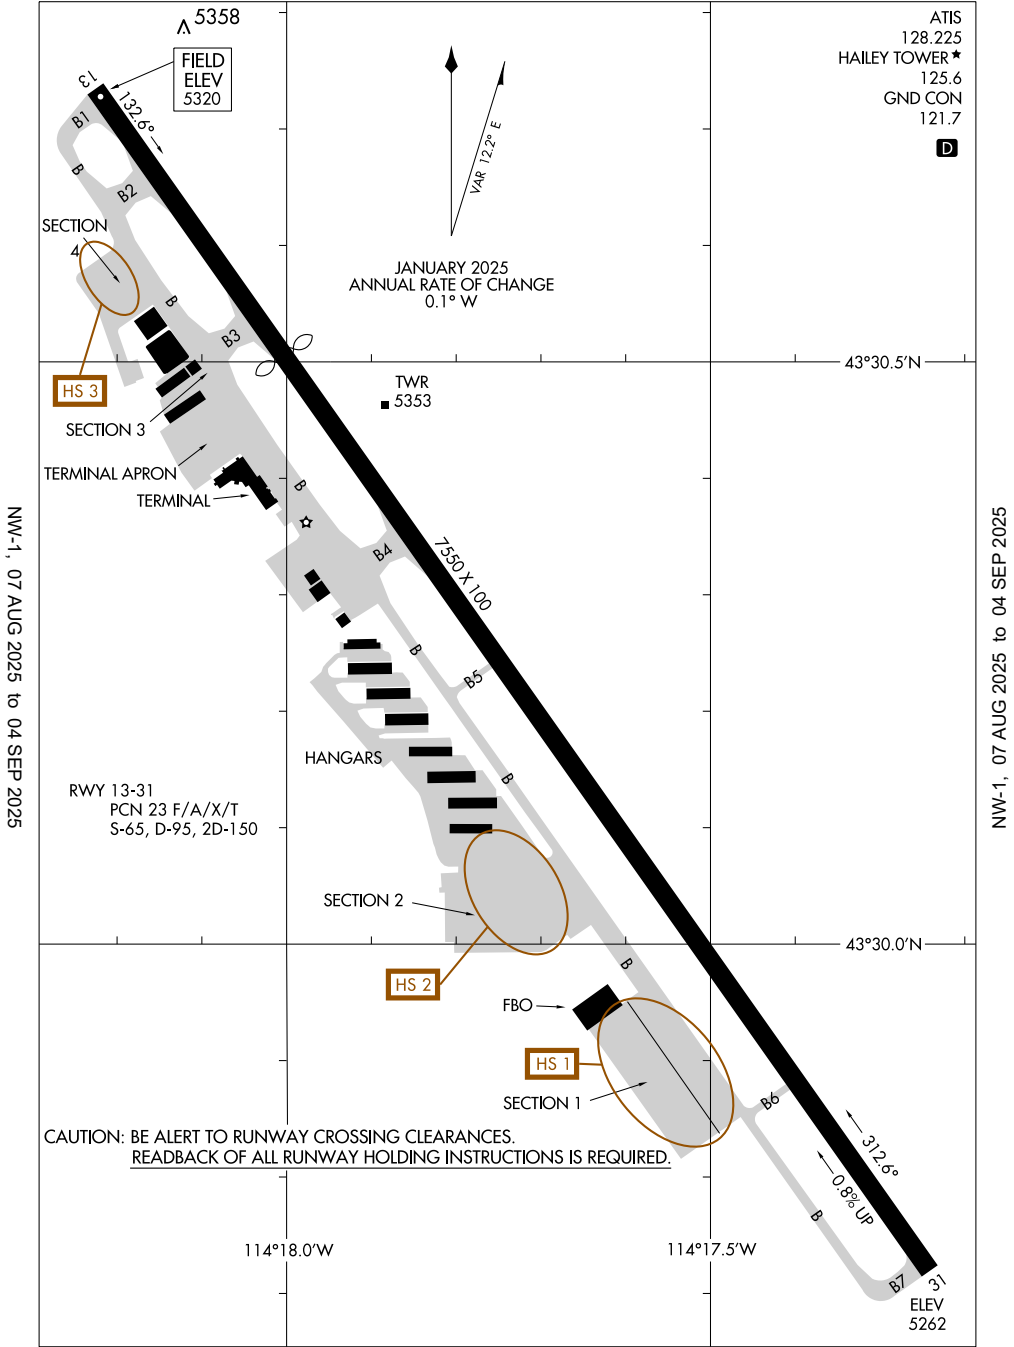 5358
ATIS
128.225
HAILEY TOWER★
125.6
GND CON
121.7
D
FIELD
ELEV
5320
13
132.6°
VAR 12.2° E
JANUARY 2025
ANNUAL RATE OF CHANGE
0.1° W
B1
B
B2
SECTION
4
B
B3
HS 3
43°30.5'N
TWR
5353
SECTION 3
TERMINAL APRON
TERMINAL
B
B4
7550 X 100
B
B5
HANGARS
B
RWY 13-31
PCN 23 F/A/X/T
S-65, D-95, 2D-150
SECTION 2
43°30.0'N
HS 2
B
FBO
HS 1
SECTION 1
B6
CAUTION: BE ALERT TO RUNWAY CROSSING CLEARANCES.
READBACK OF ALL RUNWAY HOLDING INSTRUCTIONS IS REQUIRED.
312.6°
0.8% UP
B
114°18.0'W
114°17.5'W
B7
31
ELEV
5262
NW-1, 07 AUG 2025 to 04 SEP 2025
NW-1, 07 AUG 2025 to 04 SEP 2025